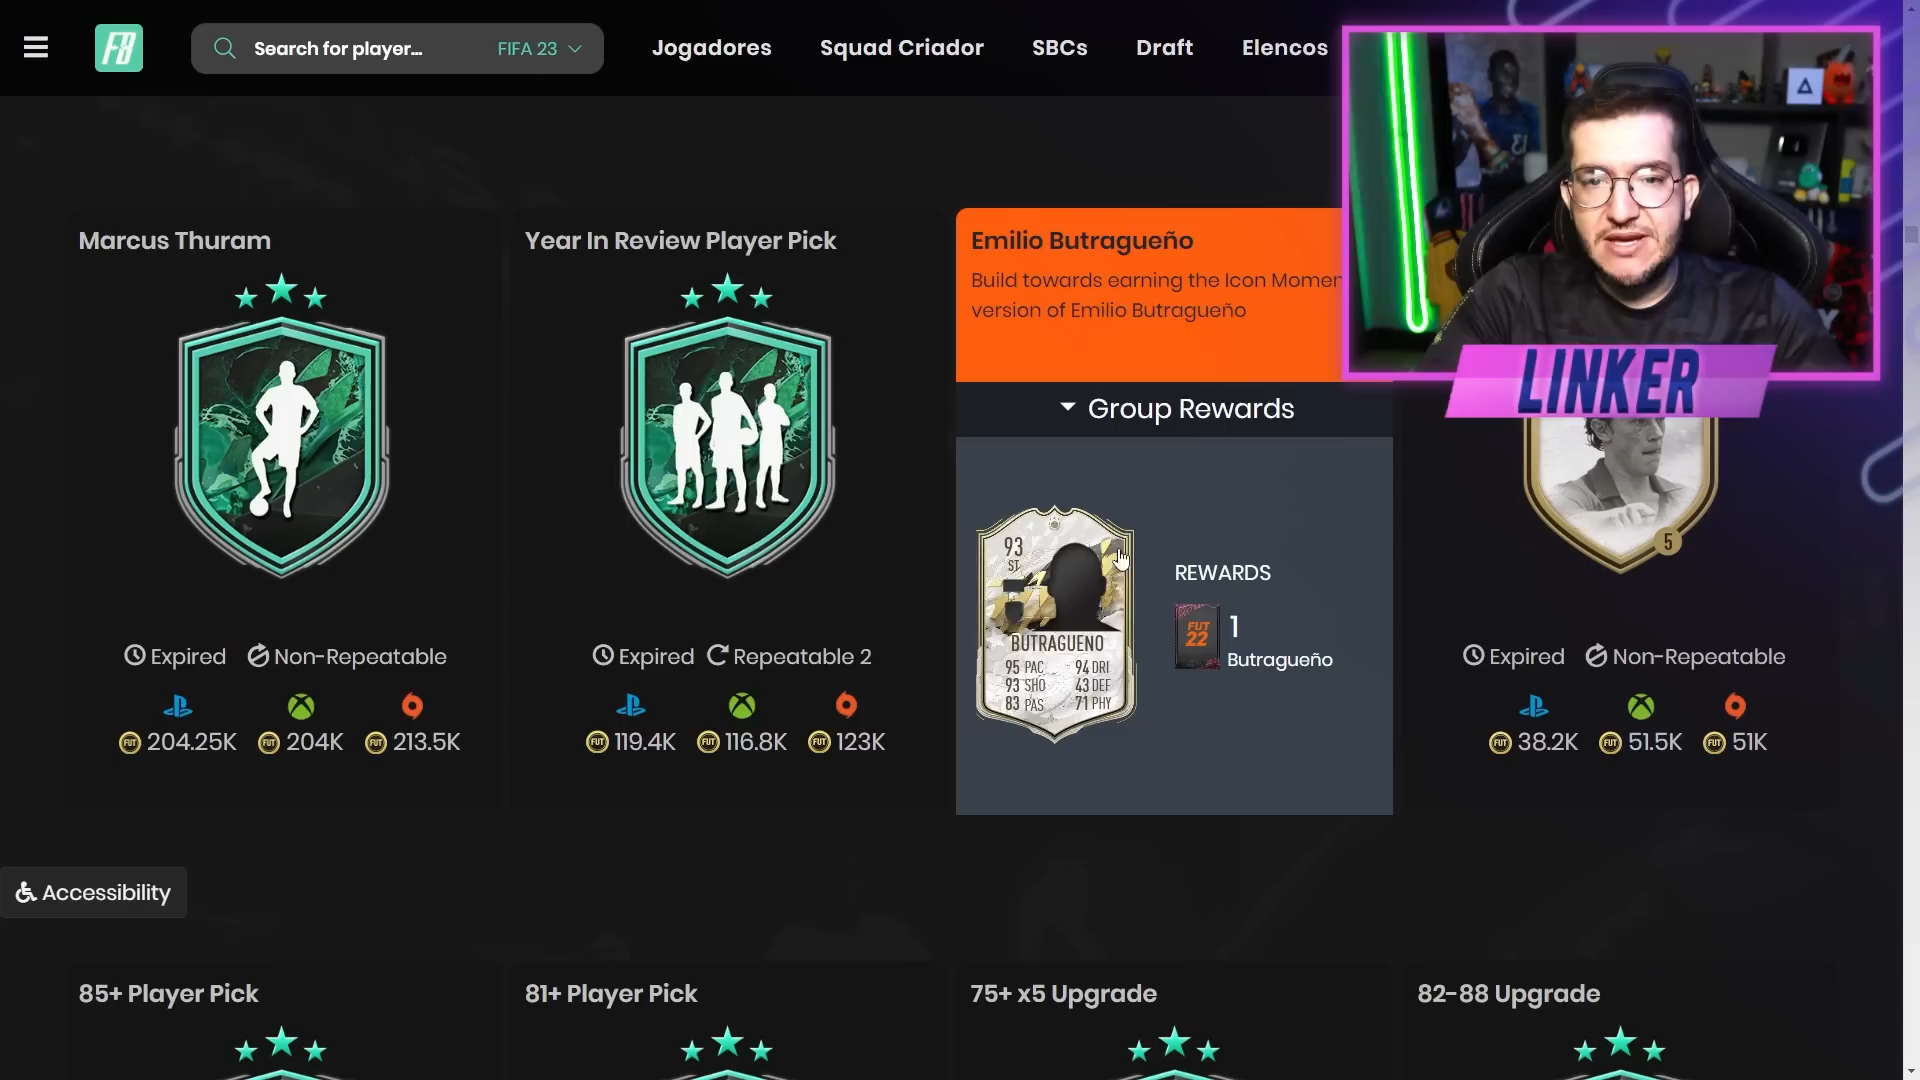 FB
Search for player...
FIFA 23
Jogadores
Squad Criador
SBCs
Draft
Elencos
LINKER
Marcus Thuram
Expired
Non-Repeatable
204.25K
204K
213.5K
Year In Review Player Pick
Expired
Repeatable 2
119.4K
116.8K
123K
Emilio Butragueño
Build towards earning the Icon Momen
version of Emilio Butragueño
Group Rewards
93
ST
BUTRAGUENO
95 PAC 94 DRI
93 SHO 43 DEF
83 PAS 71 PHY
REWARDS
FUT
22
1
Butragueño
5
Expired
Non-Repeatable
38.2K
51.5K
51K
Accessibility
85+ Player Pick
81+ Player Pick
75+ x5 Upgrade
82-88 Upgrade